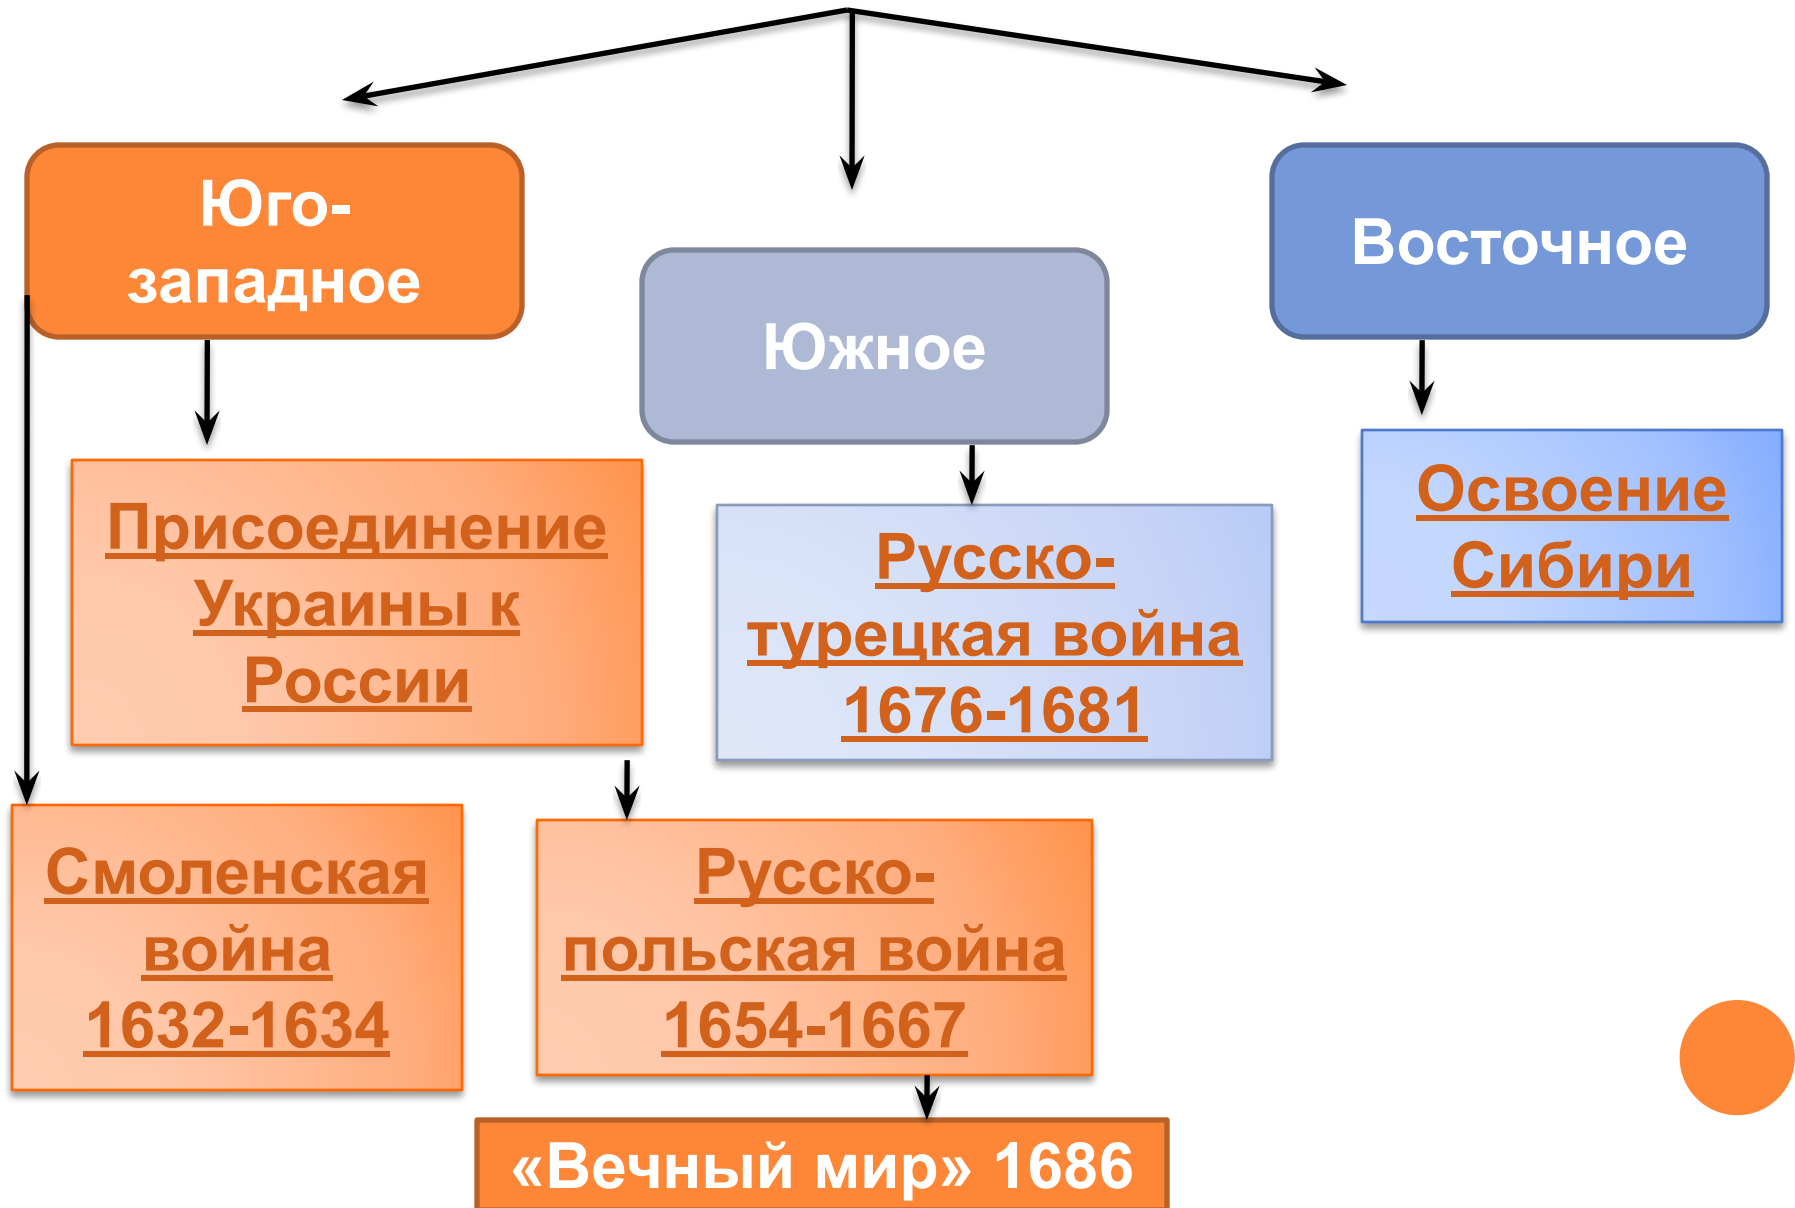 Юго-
западное
Южное
Восточное
Присоединение
Украины к
России
Русско-
турецкая война
1676-1681
Освоение
Сибири
Смоленская
война
1632-1634
Русско-
польская война
1654-1667
«Вечный мир» 1686